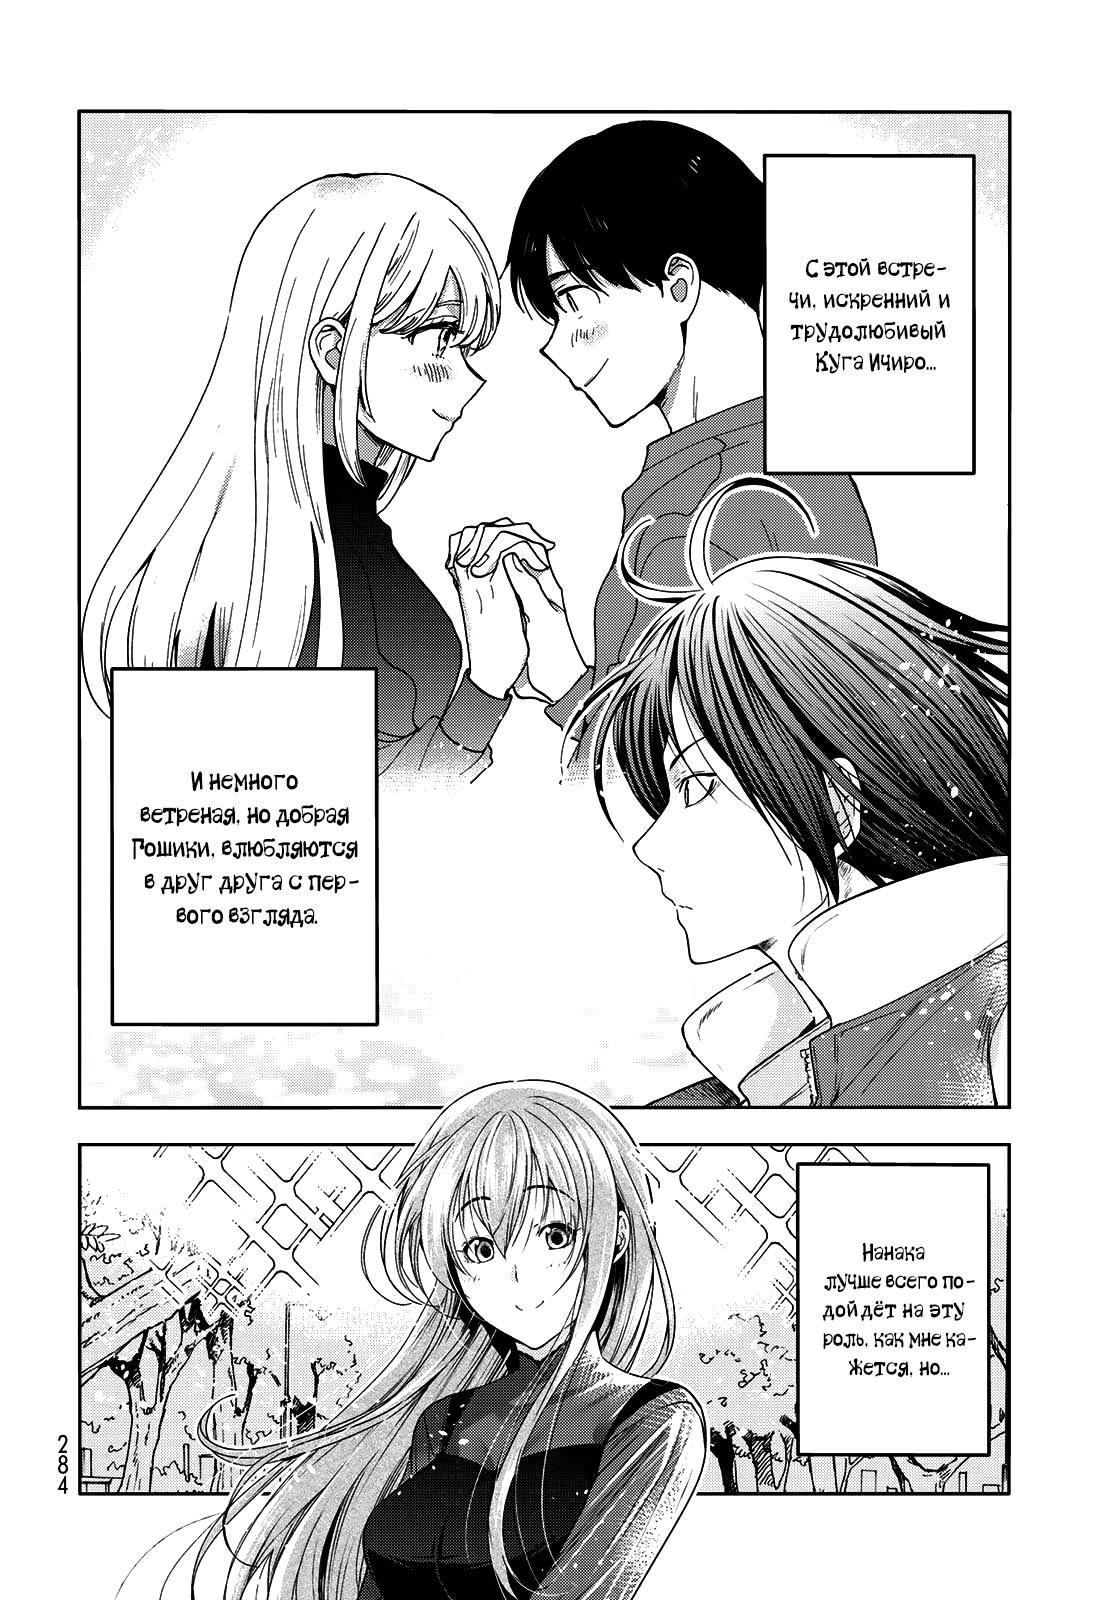 С этой встре-
чи, искренний и
трудолюбивый
Куга Ичиро...
И немного
ветреная, но добрая
Гошики, влюбляются
в друг друга с пер-
вого взгляда.
Нанака
лучше всего по-
дойдёт на эту
роль, как мне ка-
жется, но...
284